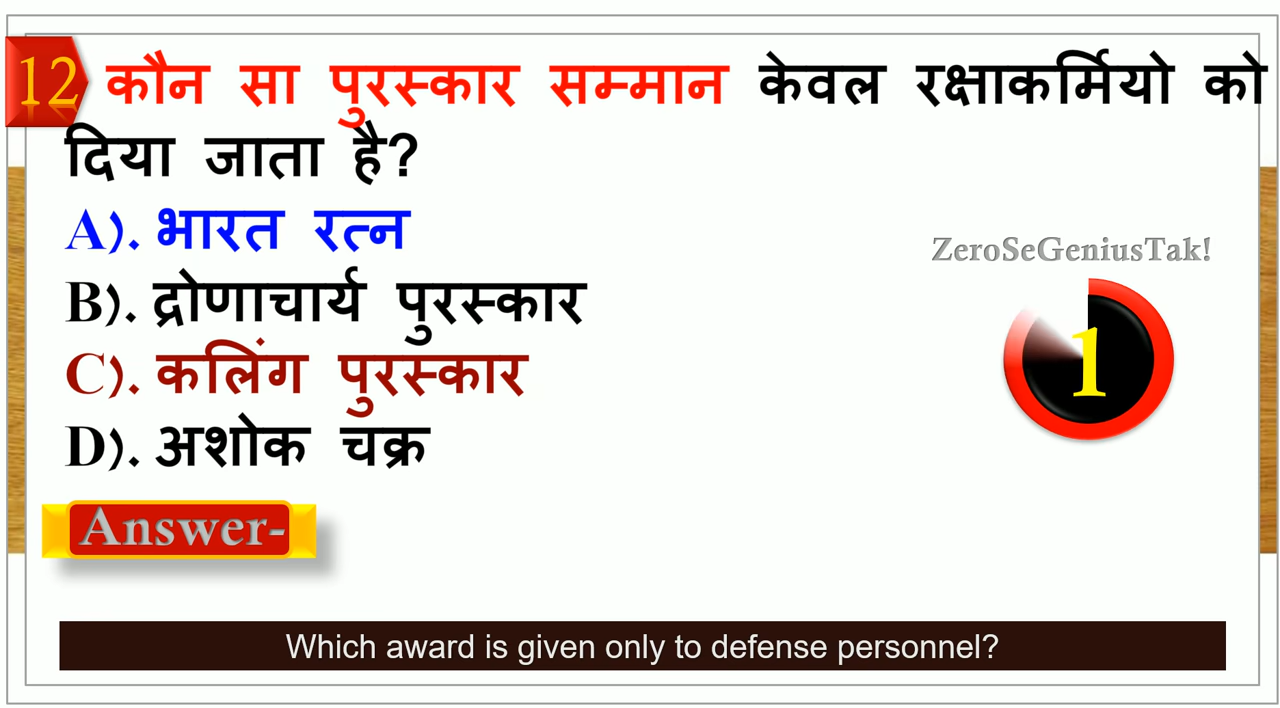 12 कौन सा पुरस्कार सम्मान केवल रक्षाकर्मियो को
दिया जाता है?
A). भारत रत्न
B). द्रोणाचार्य पुरस्कार
C). कलिंग पुरस्कार
D). अशोक चक्र
ZeroSeGeniusTak!
1
Answer-
Which award is given only to defense personnel?